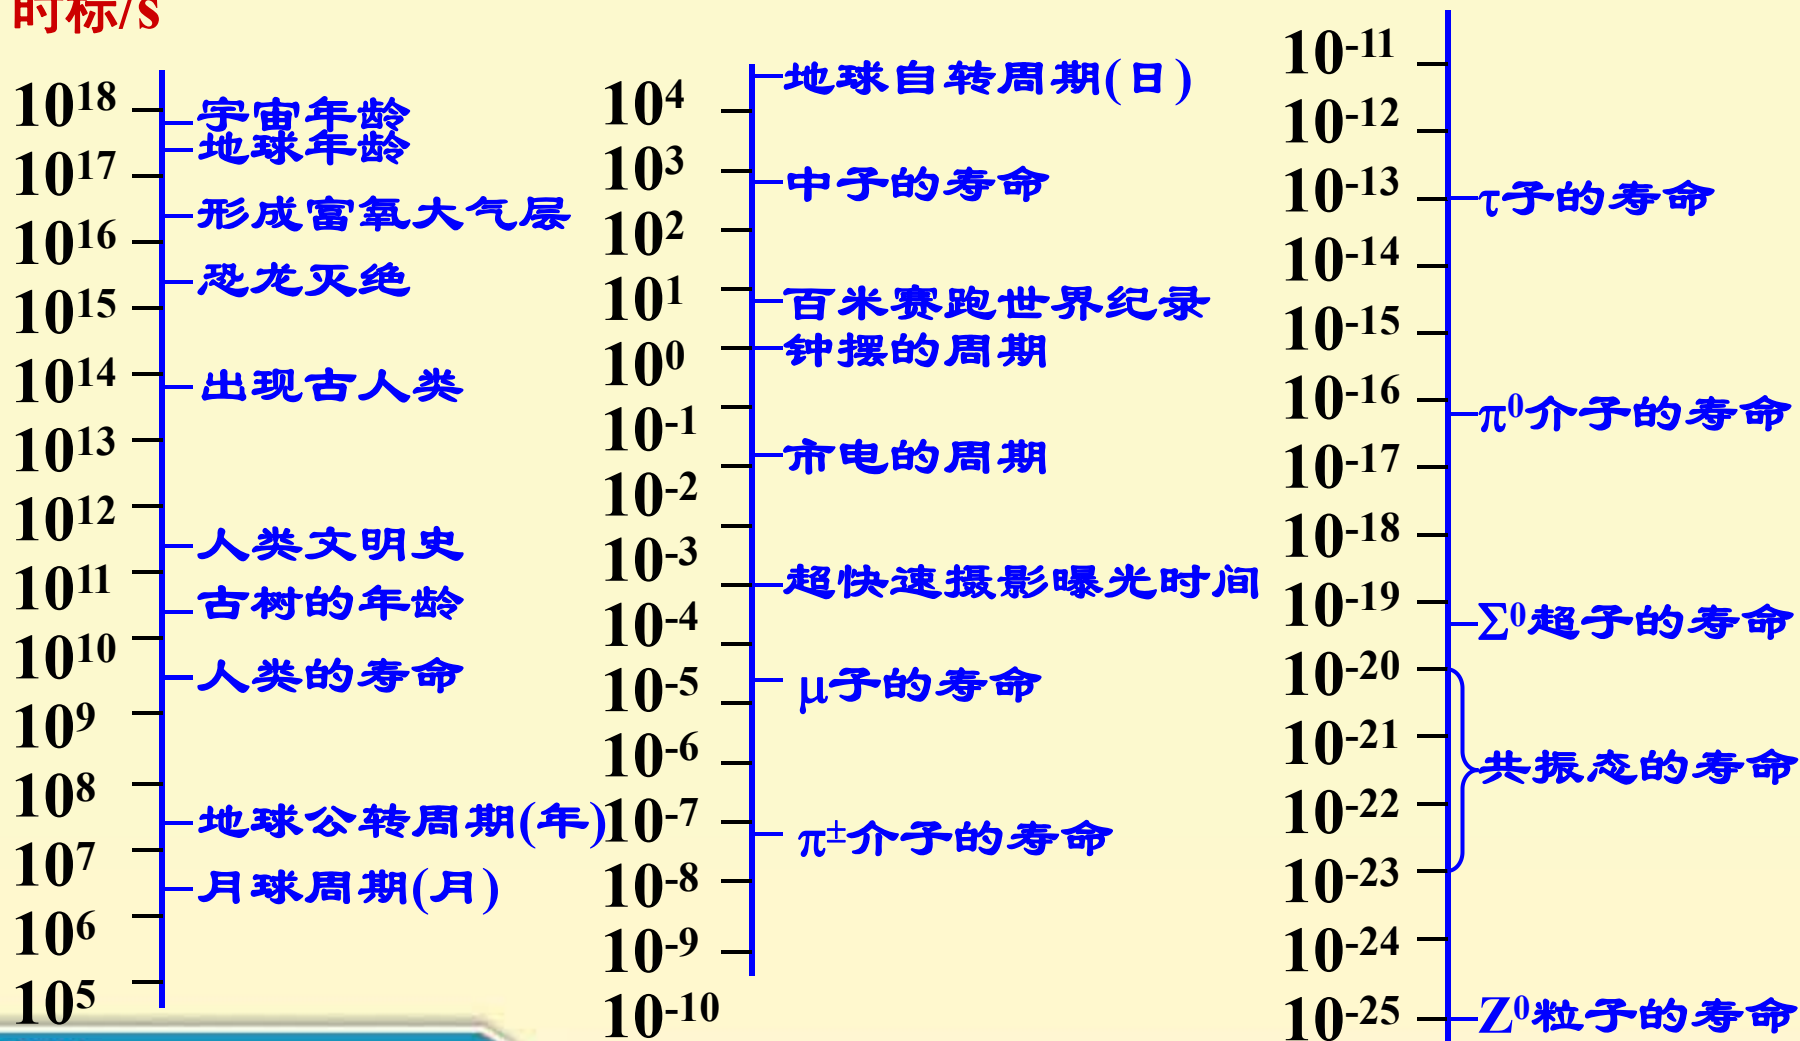 时标/s
10¹⁸
宇宙年龄
地球年龄
10¹⁷
形成富氧大气层
10¹⁶
恐龙灭绝
10¹⁵
10¹⁴
出现古人类
10¹³
10¹²
人类文明史
10¹¹
古树的年龄
10¹⁰
人类的寿命
10⁹
10⁸
地球公转周期(年)
10⁷
月球周期(月)
10⁶
10⁵
地球自转周期(日)
10⁴
10³
中子的寿命
10²
10¹
百米赛跑世界纪录
10⁰
钟摆的周期
10⁻¹
市电的周期
10⁻²
10⁻³
超快速摄影曝光时间
10⁻⁴
10⁻⁵
μ子的寿命
10⁻⁶
10⁻⁷
π±介子的寿命
10⁻⁸
10⁻⁹
10⁻¹⁰
10⁻¹¹
10⁻¹²
10⁻¹³
τ子的寿命
10⁻¹⁴
10⁻¹⁵
10⁻¹⁶
π⁰介子的寿命
10⁻¹⁷
10⁻¹⁸
10⁻¹⁹
Σ⁰超子的寿命
10⁻²⁰
10⁻²¹
共振态的寿命
10⁻²²
10⁻²³
10⁻²⁴
10⁻²⁵
Z⁰粒子的寿命